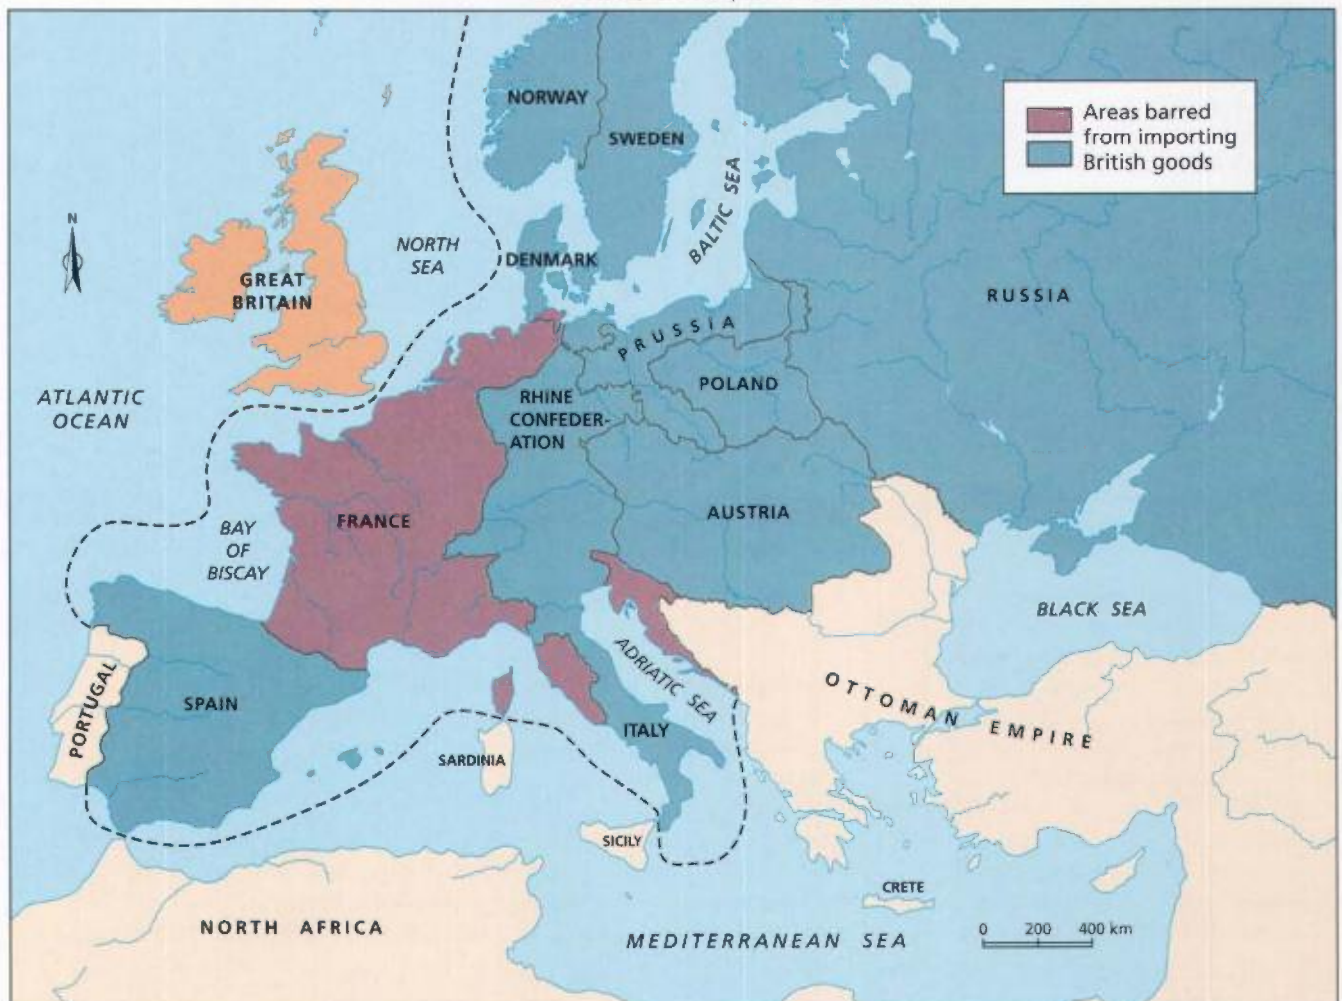 NORWAY
SWEDEN
Areas barred
from importing
British goods
BALTIC SEA
N
NORTH
SEA
DENMARK
GREAT
BRITAIN
RUSSIA
PRUSSIA
ATLANTIC
OCEAN
RHINE
CONFEDER-
ATION
POLAND
FRANCE
AUSTRIA
BAY
OF
BISCAY
BLACK SEA
PORTUGAL
SPAIN
ADRIATIC SEA
OTTOMAN EMPIRE
ITALY
SARDINIA
SICILY
CRETE
NORTH AFRICA
MEDITERRANEAN SEA
0 200 400 km